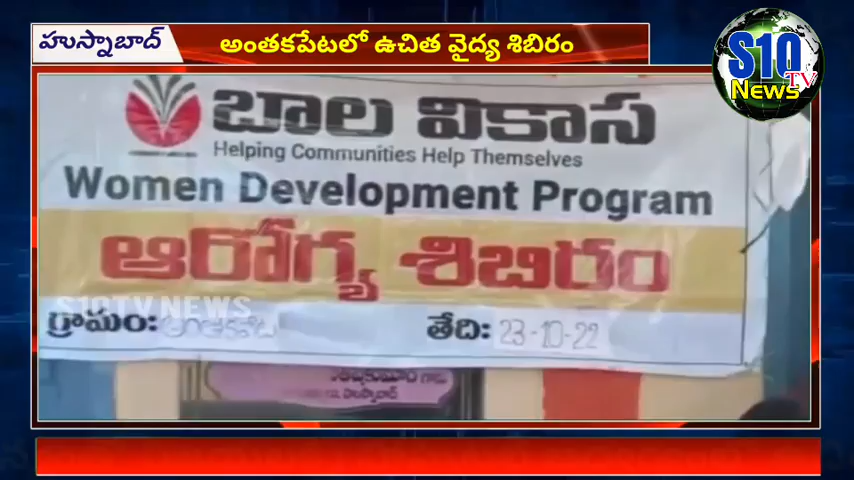 హుస్నాబాద్
అంతకపేటలో ఉచిత వైద్య శిబిరం
S10
News
TV
బాల వికాస
Helping Communities Help Themselves
Women Development Program
ఆరోగ్య శిబిరం
S10TV NEWS
గ్రామం:
తేది: 23-10-22